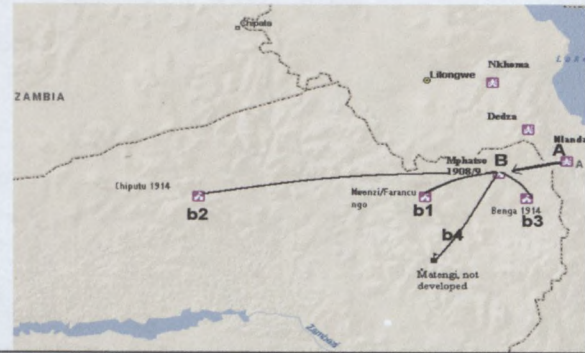 Chipata
Lilongwe
Nkhoma
ZAMBIA
Dedza
Mlanda
A
A
B
Mphatso
1908/9
Chiputu 1914
b2
Mwenzi/Farancu
ngo
b1
Benga 1914
b3
b4
Matengi, not
developed
Zambezi